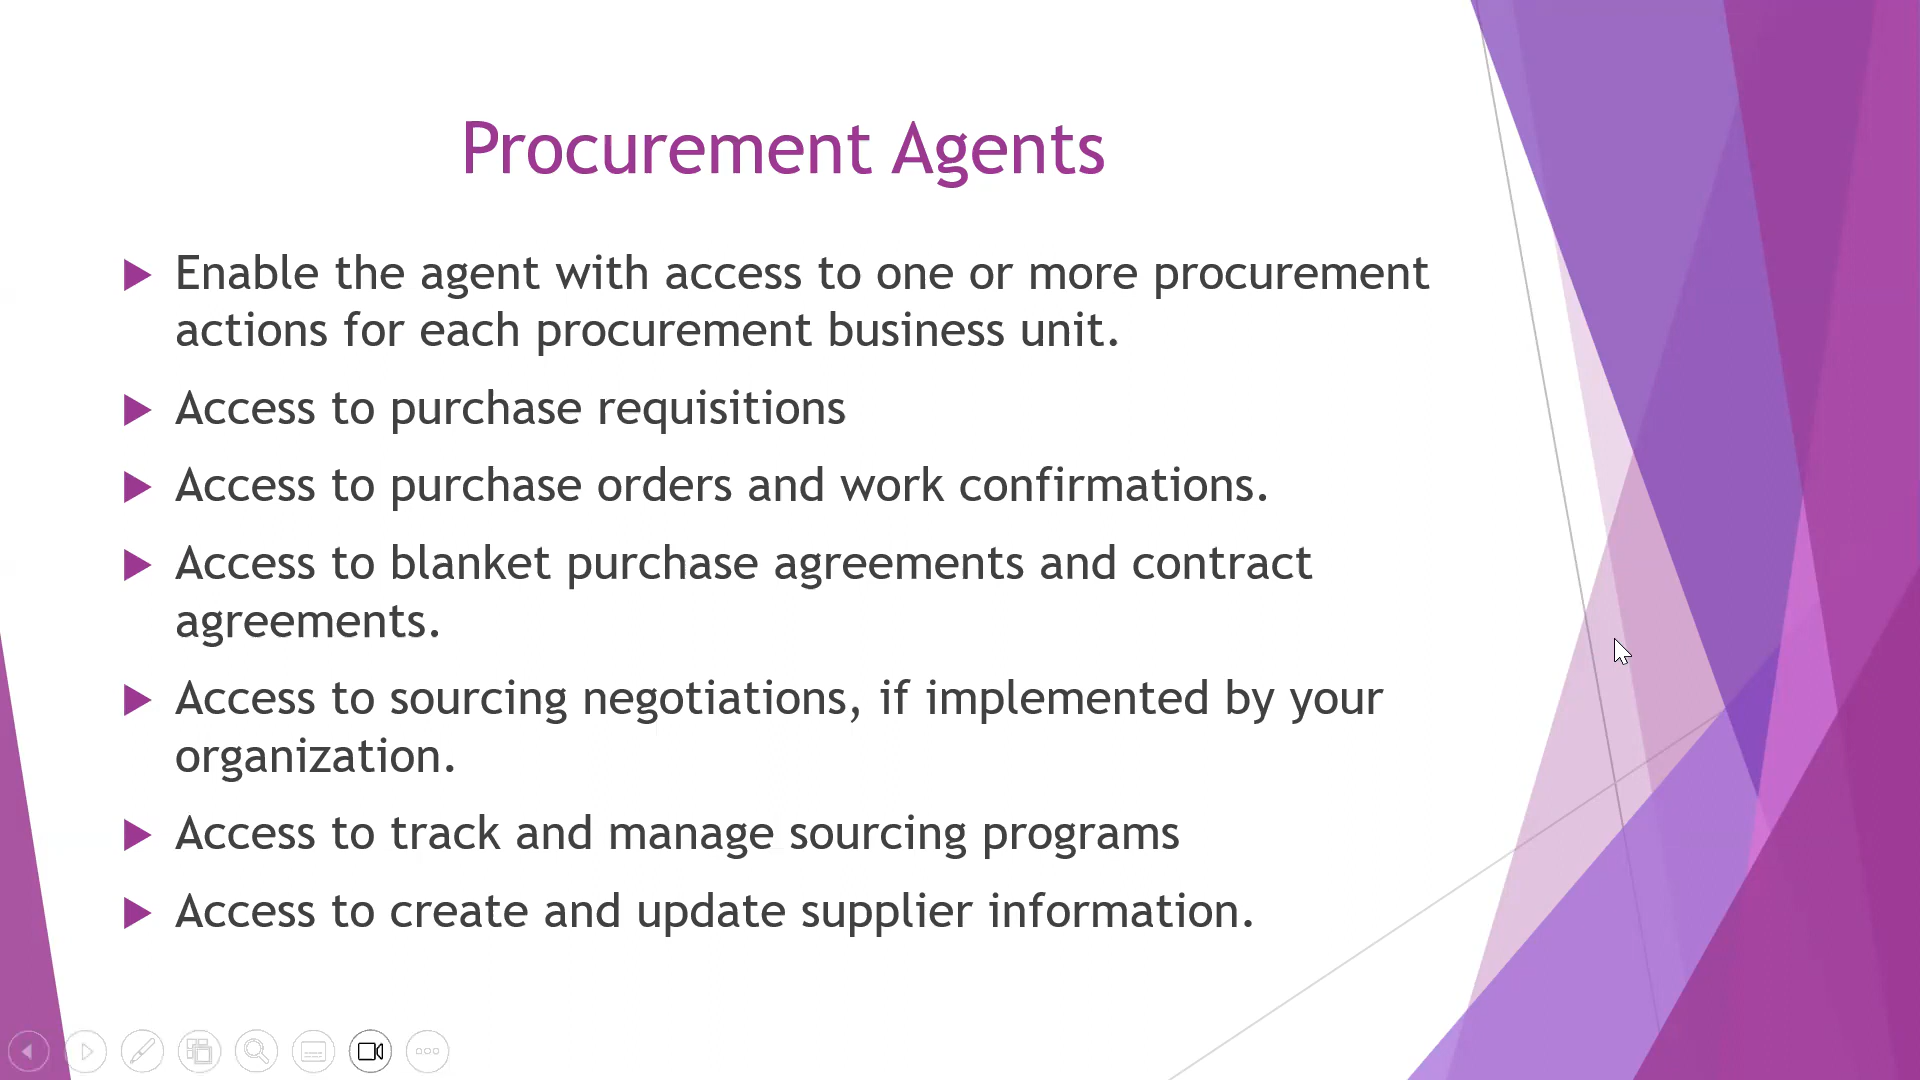 Procurement Agents
Enable the agent with access to one or more procurement
actions for each procurement business unit.
Access to purchase requisitions
Access to purchase orders and work confirmations.
Access to blanket purchase agreements and contract
agreements.
Access to sourcing negotiations, if implemented by your
organization.
Access to track and manage sourcing programs
Access to create and update supplier information.